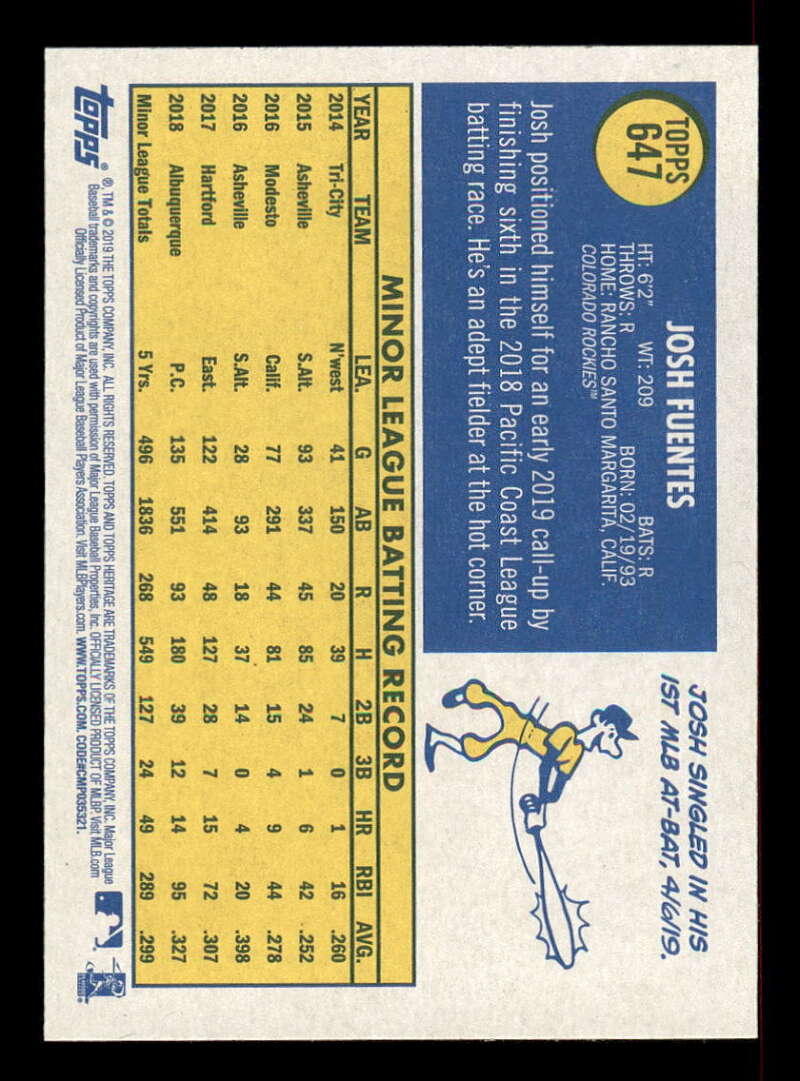 TOPPS
647
JOSH FUENTES
HT: 6'2" WT: 209 BATS: R
THROWS: R BORN: 02/19/93
HOME: RANCHO SANTO MARGARITA, CALIF.
COLORADO ROCKIES™
Josh positioned himself for an early 2019 call-up by
finishing sixth in the 2018 Pacific Coast League
batting race. He's an adept fielder at the hot corner.
JOSH SINGLED IN HIS
1ST MLB AT-BAT, 4/6/19.
MINOR LEAGUE BATTING RECORD
YEAR TEAM LEA. G AB R H 2B 3B HR RBI AVG.
2014 Tri-City N'west 41 150 20 39 7 0 1 16 .260
2015 Asheville S.Alt. 93 337 45 85 24 1 6 42 .252
2016 Modesto Calif. 77 291 44 81 15 4 9 44 .278
2016 Asheville S.Alt. 28 93 18 37 14 0 4 20 .398
2017 Hartford East. 122 414 48 127 28 7 15 72 .307
2018 Albuquerque P.C. 135 551 93 180 39 12 14 95 .327
Minor League Totals 5 Yrs. 496 1836 268 549 127 24 49 289 .299
topps®
®, TM & © 2019 THE TOPPS COMPANY, INC. ALL RIGHTS RESERVED. TOPPS AND TOPPS HERITAGE ARE TRADEMARKS OF THE TOPPS COMPANY, INC. Major League
Baseball trademarks and copyrights are used with permission of Major League Baseball Properties, Inc. OFFICIALLY LICENSED PRODUCT OF MLBP. Visit MLB.com
Officially Licensed Product of Major League Baseball Players Association. Visit MLBPlayers.com. WWW.TOPPS.COM. CODE#CMP035321.